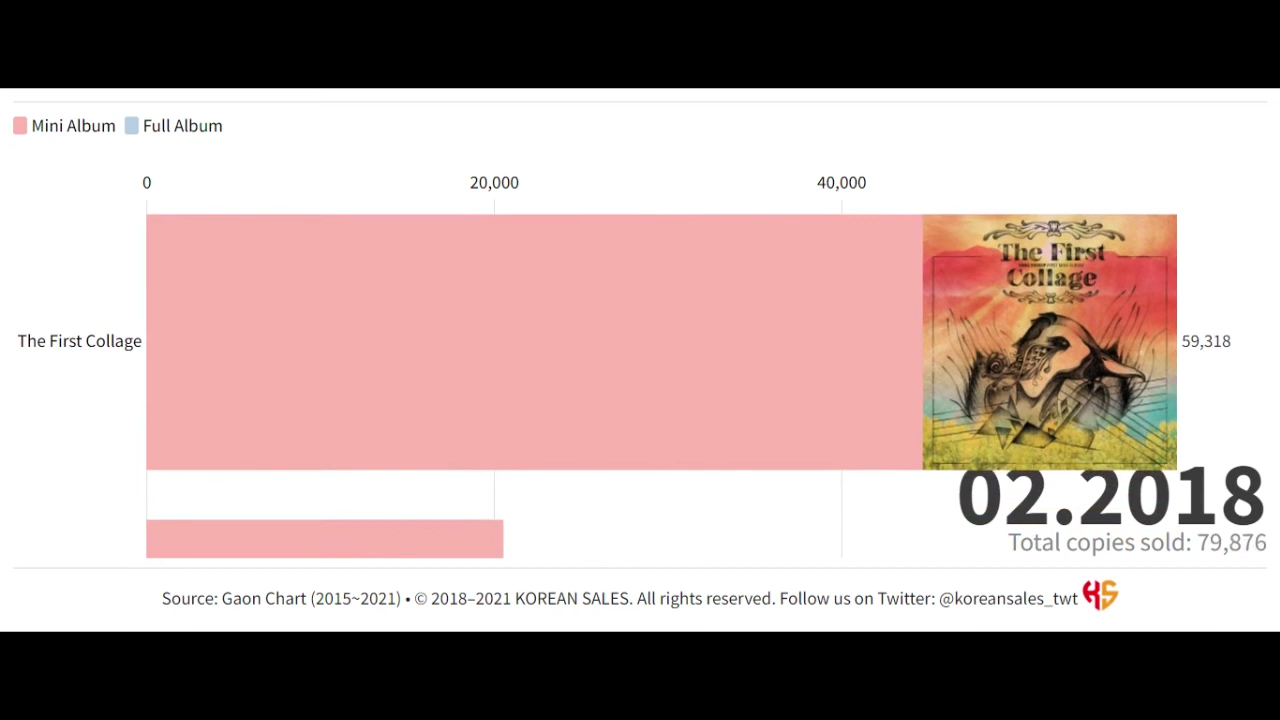 Mini Album Full Album
0 20,000 40,000
The First
Collage
The First Collage
59,318
02.2018
Total copies sold: 79,876
Source: Gaon Chart (2015~2021) • © 2018–2021 KOREAN SALES. All rights reserved. Follow us on Twitter: @koreansales_twt KS